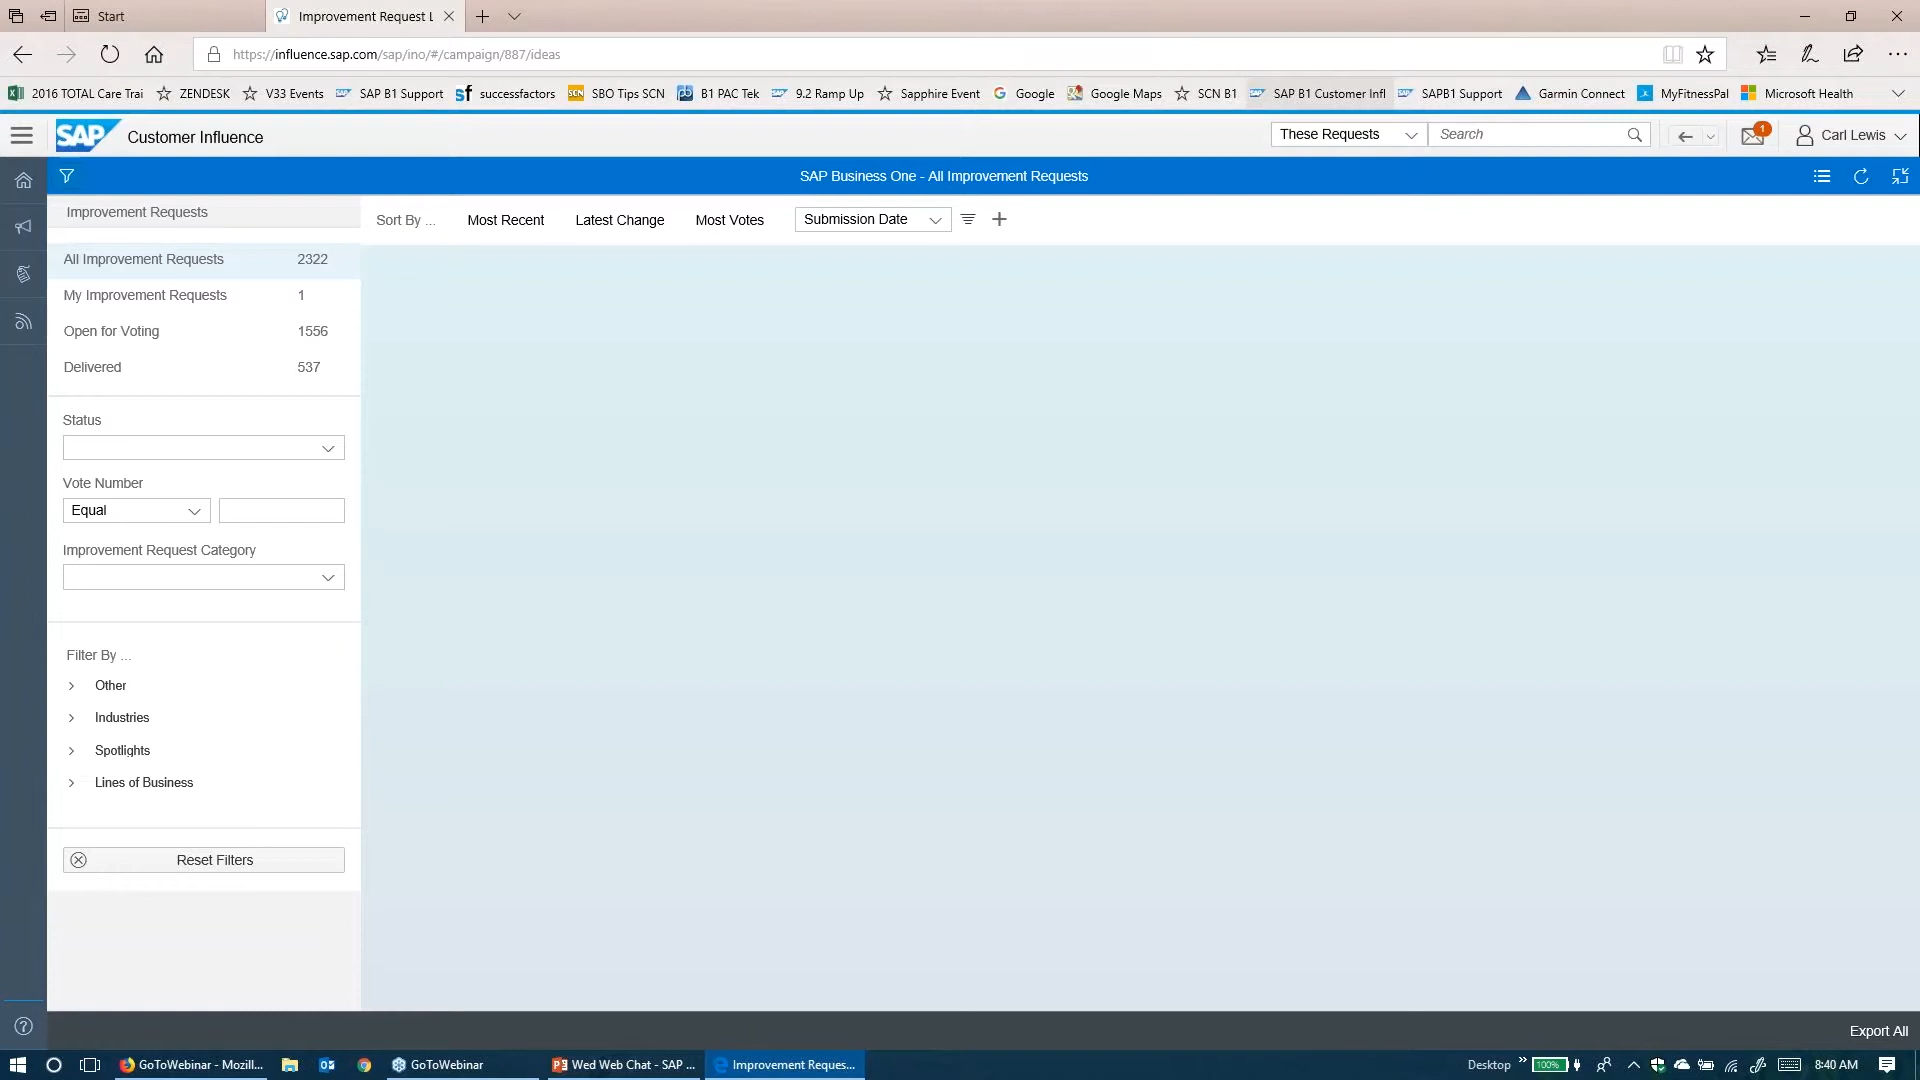 Start
Improvement Request L
https://influence.sap.com/sap/ino/#/campaign/887/ideas
2016 TOTAL Care Trai ZENDESK V33 Events SAP B1 Support successfactors SBO Tips SCN B1 PAC Tek 9.2 Ramp Up Sapphire Event Google Google Maps SCN B1 SAP B1 Customer Infl SAPB1 Support Garmin Connect MyFitnessPal Microsoft Health
SAP Customer Influence These Requests Search 1 Carl Lewis
SAP Business One - All Improvement Requests
Improvement Requests
Sort By ... Most Recent Latest Change Most Votes Submission Date
All Improvement Requests 2322
My Improvement Requests 1
Open for Voting 1556
Delivered 537
Status
Vote Number
Equal
Improvement Request Category
Filter By ...
Other
Industries
Spotlights
Lines of Business
Reset Filters
Export All
GoToWebinar - Mozill... GoToWebinar Wed Web Chat - SAP ... Improvement Reques... Desktop 100% 8:40 AM